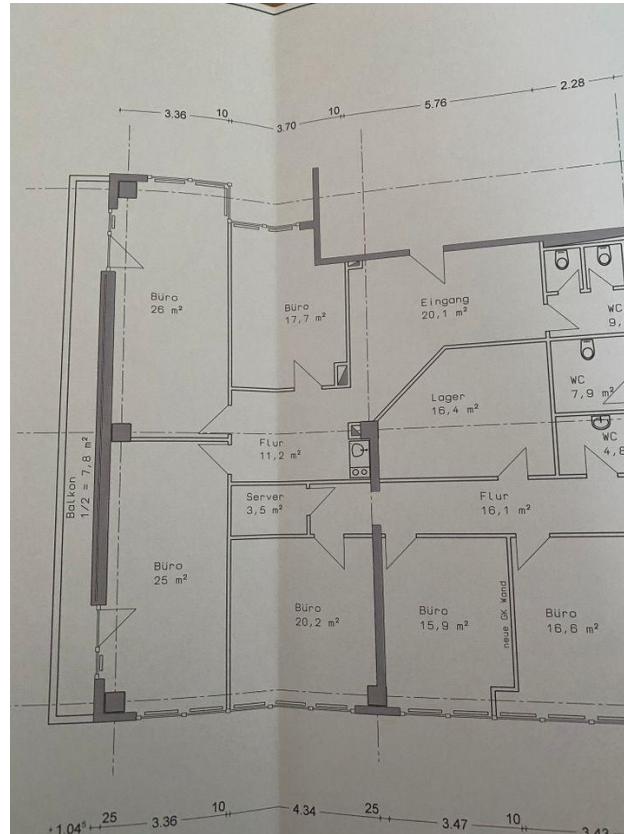 3.36
10
3.70
10
5.76
2.28
Büro
26 m²
Büro
17,7 m²
Eingang
20,1 m²
WC
9,
WC
7,9 m²
Lager
16,4 m²
WC
4,8
Flur
11,2 m²
Balkon
1/2 = 7,8 m²
Server
3,5 m²
Flur
16,1 m²
Büro
25 m²
Büro
20,2 m²
Büro
15,9 m²
neue GK Wand
Büro
16,6 m²
1.04⁵
25
3.36
10
4.34
25
3.47
10
3.43